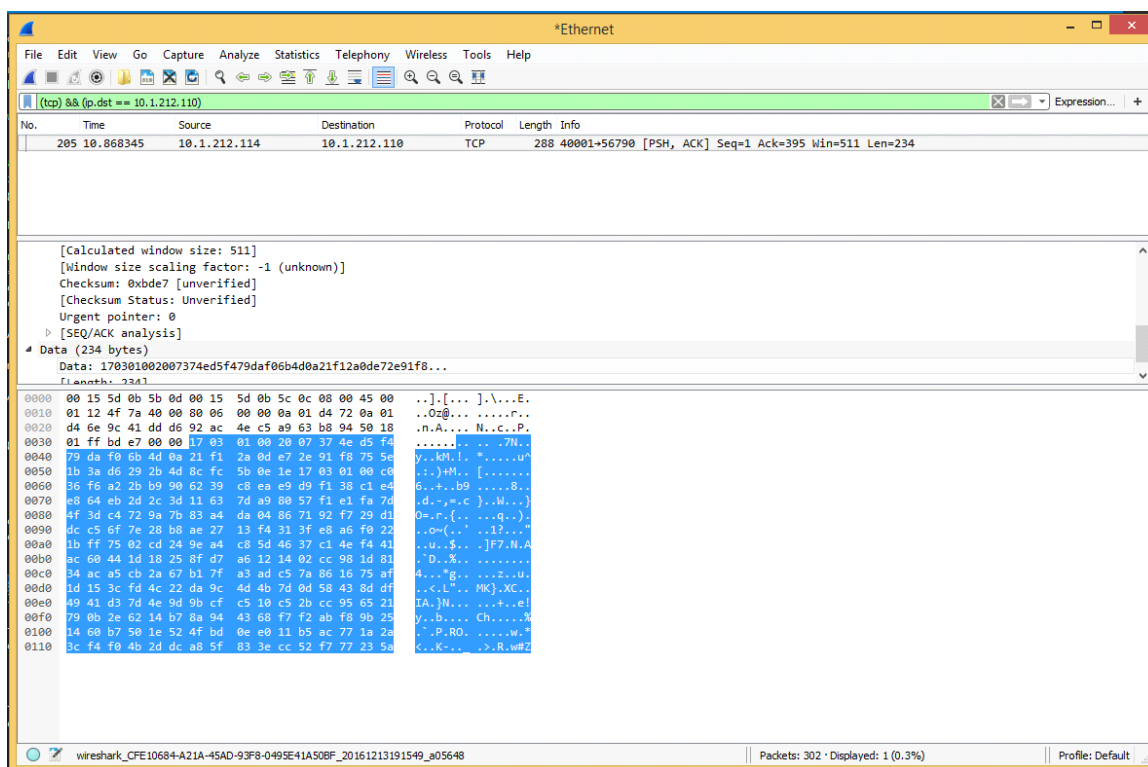 *Ethernet
File Edit View Go Capture Analyze Statistics Telephony Wireless Tools Help
(tcp) && (ip.dst == 10.1.212.110)
Expression... +
No. Time Source Destination Protocol Length Info
205 10.868345 10.1.212.114 10.1.212.110 TCP 288 40001→56790 [PSH, ACK] Seq=1 Ack=395 Win=511 Len=234
[Calculated window size: 511]
[Window size scaling factor: -1 (unknown)]
Checksum: 0xbde7 [unverified]
[Checksum Status: Unverified]
Urgent pointer: 0
[SEQ/ACK analysis]
Data (234 bytes)
Data: 170301002007374ed5f479daf06b4d0a21f12a0de72e91f8...
[Length: 234]
0000 00 15 5d 0b 5b 0d 00 15 5d 0b 5c 0c 08 00 45 00 ..].[... ].\...E.
0010 01 12 4f 7a 40 00 80 06 00 00 0a 01 d4 72 0a 01 ..Oz@... .....r..
0020 d4 6e 9c 41 dd d6 92 ac 4e c5 a9 63 b8 94 50 18 .n.A.... N..c..P.
0030 01 ff bd e7 00 00 17 03 01 00 20 07 37 4e d5 f4 ........ .. .7N..
0040 79 da f0 6b 4d 0a 21 f1 2a 0d e7 2e 91 f8 75 5e y..kM.!. *.....u^
0050 1b 3a d6 29 2b 4d 8c fc 5b 0e 1e 17 03 01 00 c0 .:.)+M.. [.......
0060 36 f6 a2 2b b9 90 62 39 c8 ea e9 d9 f1 38 c1 e4 6..+..b9 .....8..
0070 e8 64 eb 2d 2c 3d 11 63 7d a9 80 57 f1 e1 fa 7d .d.-,=.c }..W...}
0080 4f 3d c4 72 9a 7b 83 a4 da 04 86 71 92 f7 29 d1 O=.r.{.. ...q..).
0090 dc c5 6f 7e 28 b8 ae 27 13 f4 31 3f e8 a6 f0 22 ..o~(..' ..1?..."
00a0 1b ff 75 02 cd 24 9e a4 c8 5d 46 37 c1 4e f4 41 ..u..$.. .]F7.N.A
00b0 ac 60 44 1d 18 25 8f d7 a6 12 14 02 cc 98 1d 81 .`D..%.. ........
00c0 34 ac a5 cb 2a 67 b1 7f a3 ad c5 7a 86 16 75 af 4...*g.. ...z..u.
00d0 1d 15 3c fd 4c 22 da 9c 4d 4b 7d 0d 58 43 8d df ..<.L".. MK}.XC..
00e0 49 41 d3 7d 4e 9d 9b cf c5 10 c5 2b cc 95 65 21 IA.}N... ...+..e!
00f0 79 0b 2e 62 14 b7 8a 94 43 68 f7 f2 ab f8 9b 25 y..b.... Ch.....%
0100 14 60 b7 50 1e 52 4f bd 0e e0 11 b5 ac 77 1a 2a .`.P.RO. .....w.*
0110 3c f4 f0 4b 2d dc a8 5f 83 3e cc 52 f7 77 23 5a <..K-.._ .>.R.w#Z
wireshark_CFE10684-A21A-45AD-93F8-0495E41A50BF_20161213191549_a05648 Packets: 302 · Displayed: 1 (0.3%) Profile: Default